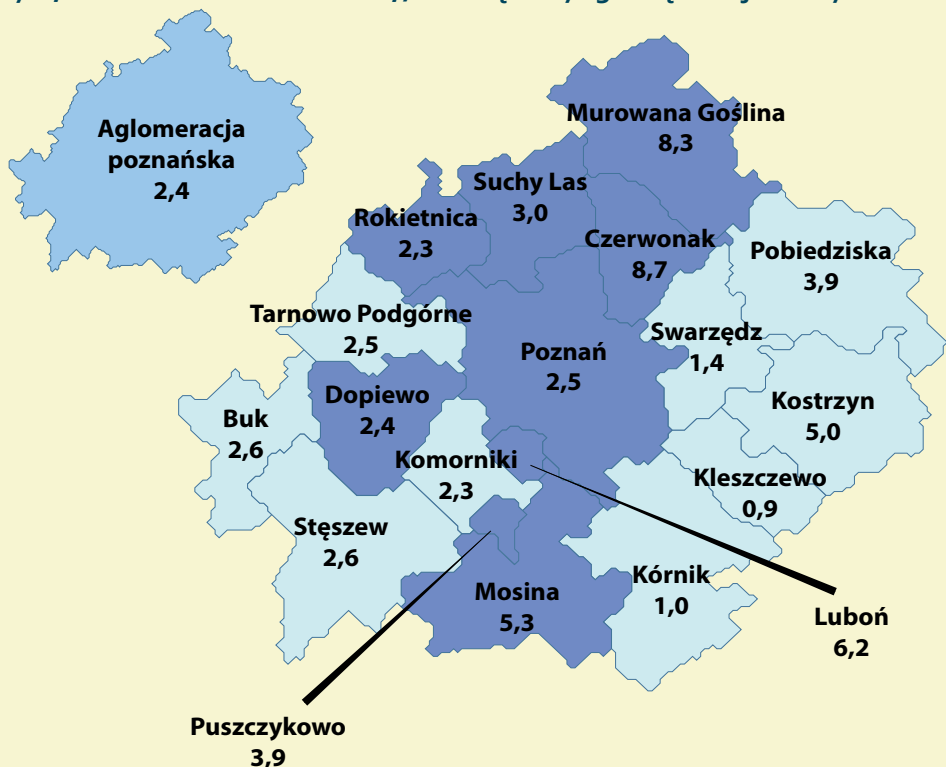 Aglomeracja
poznańska
2,4
Murowana Goślina
8,3
Suchy Las
3,0
Rokietnica
2,3
Czerwonak
8,7
Pobiedziska
3,9
Tarnowo Podgórne
2,5
Swarzędz
1,4
Poznań
2,5
Dopiewo
2,4
Kostrzyn
5,0
Buk
2,6
Komorniki
2,3
Kleszczewo
0,9
Stęszew
2,6
Kórnik
1,0
Mosina
5,3
Luboń
6,2
Puszczykowo
3,9